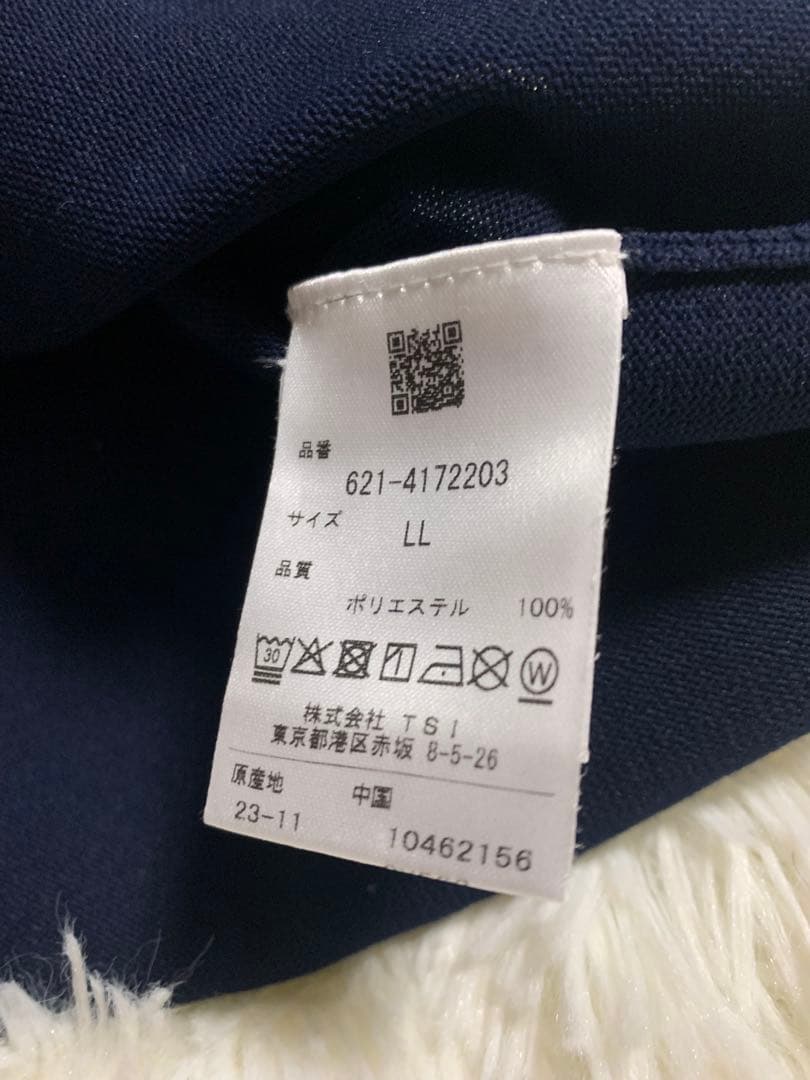 品番
621-4172203
サイズ
LL
品質
ポリエステル 100%
30
W
株式会社 TSI
東京都港区赤坂 8-5-26
原産地 中国
23-11 10462156